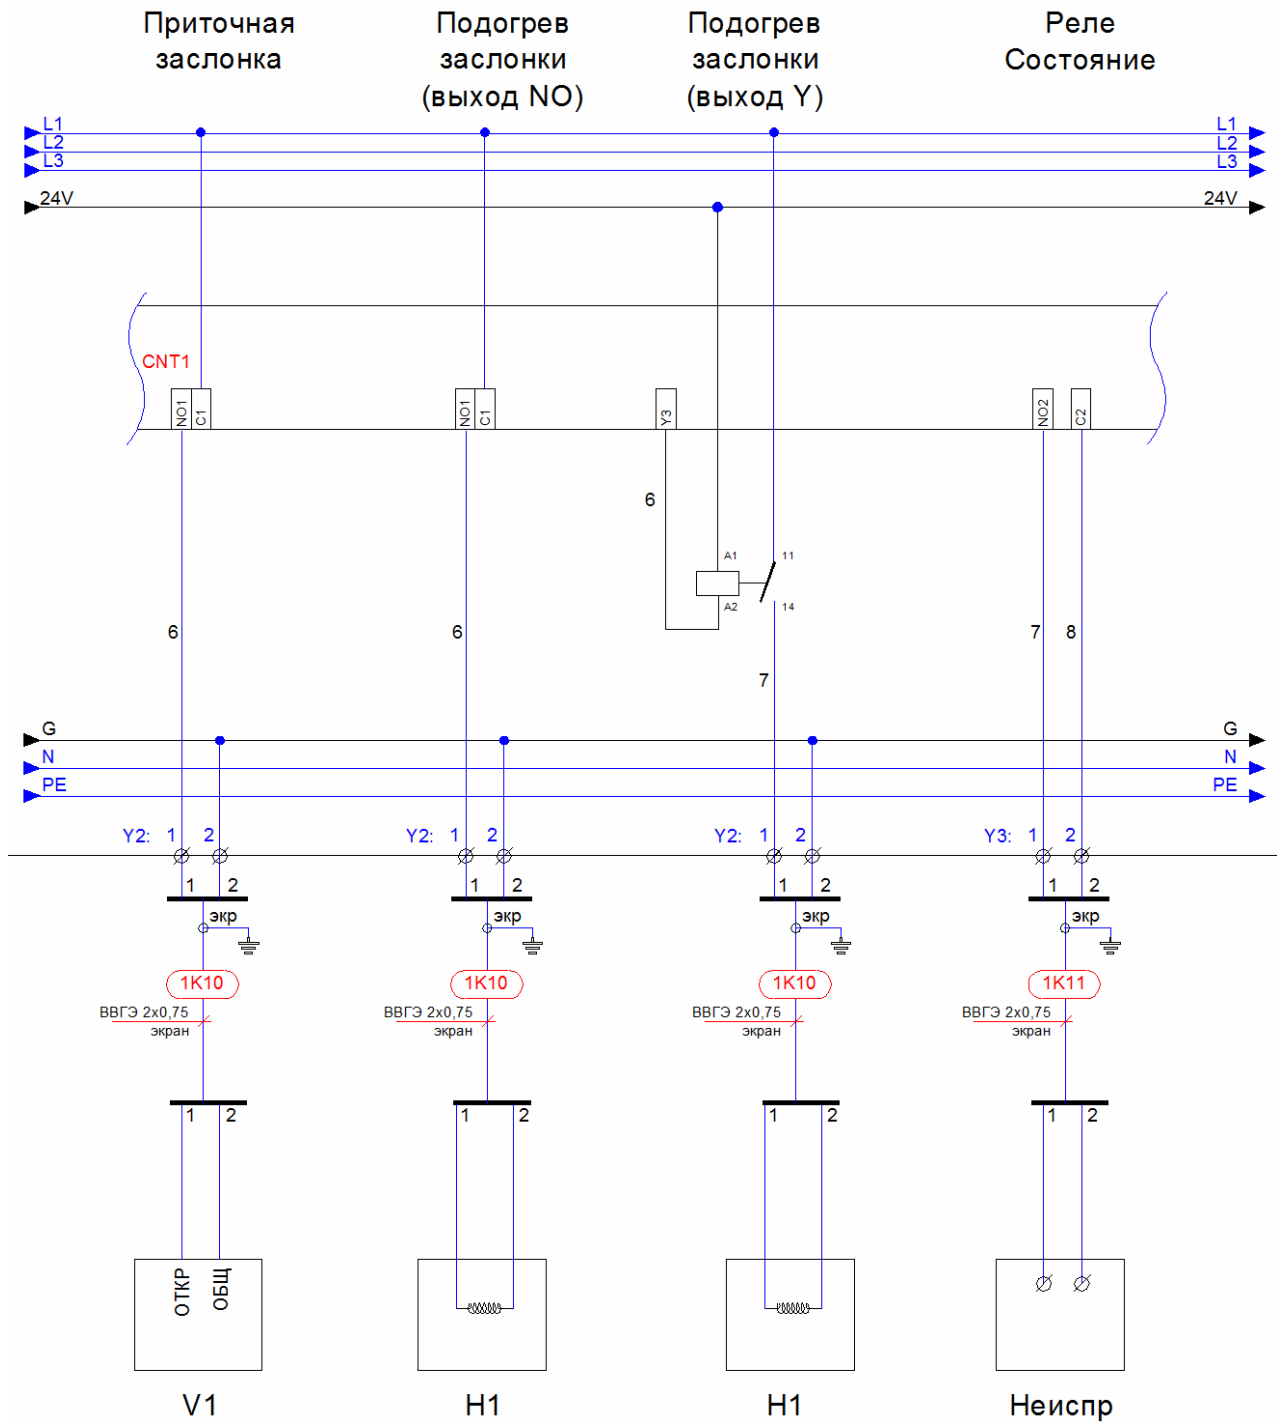 Приточная
заслонка
Подогрев
заслонки
(выход NO)
Подогрев
заслонки
(выход Y)
Реле
Состояние
L1 L1
L2 L2
L3 L3
24V 24V
CNT1
NO1 C1 NO1 C1 Y3 NO2 C2
6
A1 11
A2 14
6 6 7 8
7
G G
N N
PE PE
Y2: 1 2 Y2: 1 2 Y2: 1 2 Y3: 1 2
1 2 1 2 1 2 1 2
экр экр экр экр
1K10 1K10 1K10 1K11
ВВГЭ 2x0,75 ВВГЭ 2x0,75 ВВГЭ 2x0,75 ВВГЭ 2x0,75
экран экран экран экран
1 2 1 2 1 2 1 2
ОТКР ОБЩ
V1 H1 H1 Неиспр